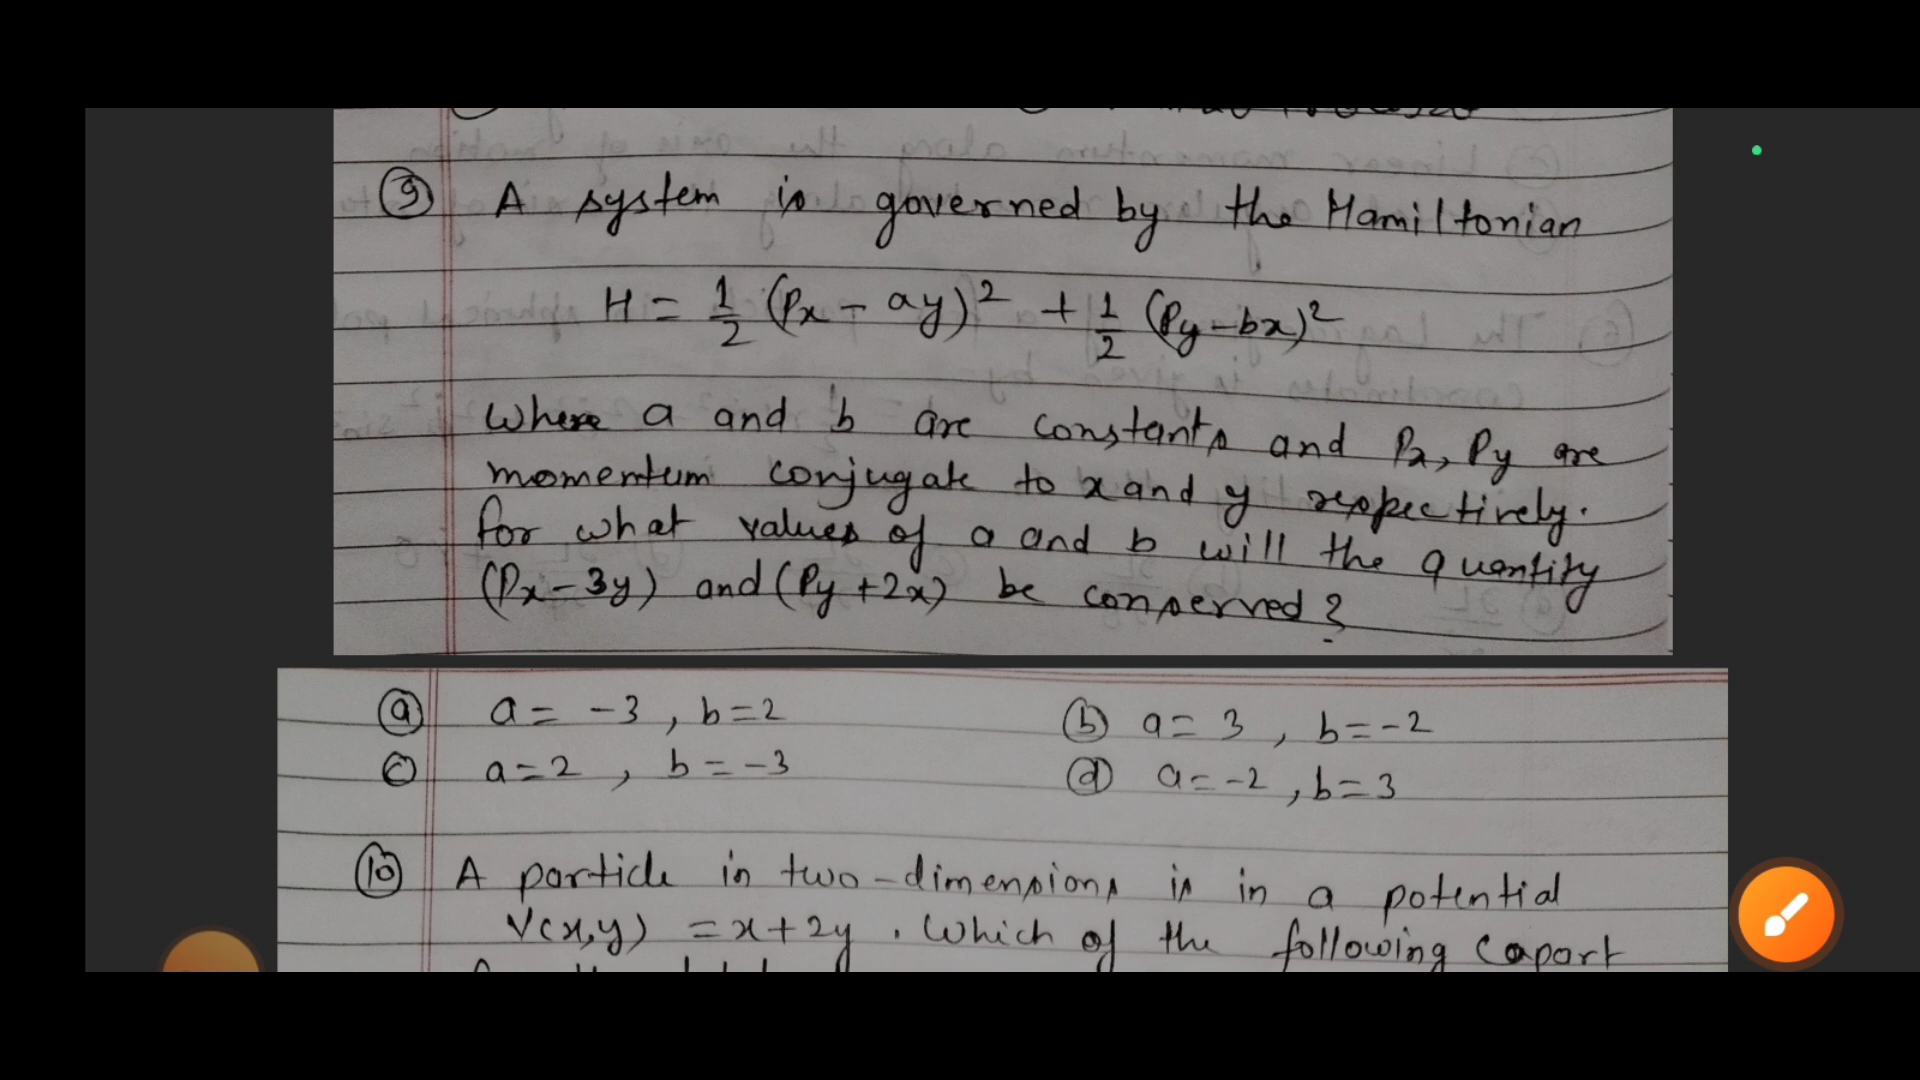 ⑨ A system is governed by the Hamiltonian
H = 1/2 (Px - ay)² + 1/2 (Py - bx)²
Where a and b are constants and Px, Py are
momentum conjugate to x and y respectively.
for what values of a and b will the quantity
(Px - 3y) and (Py + 2x) be conserved?
ⓐ a = -3, b = 2 ⓑ a = 3, b = -2
ⓒ a = 2, b = -3 ⓓ a = -2, b = 3
⑩ A particle in two-dimensions is in a potential
V(x,y) = x + 2y. Which of the following (apart